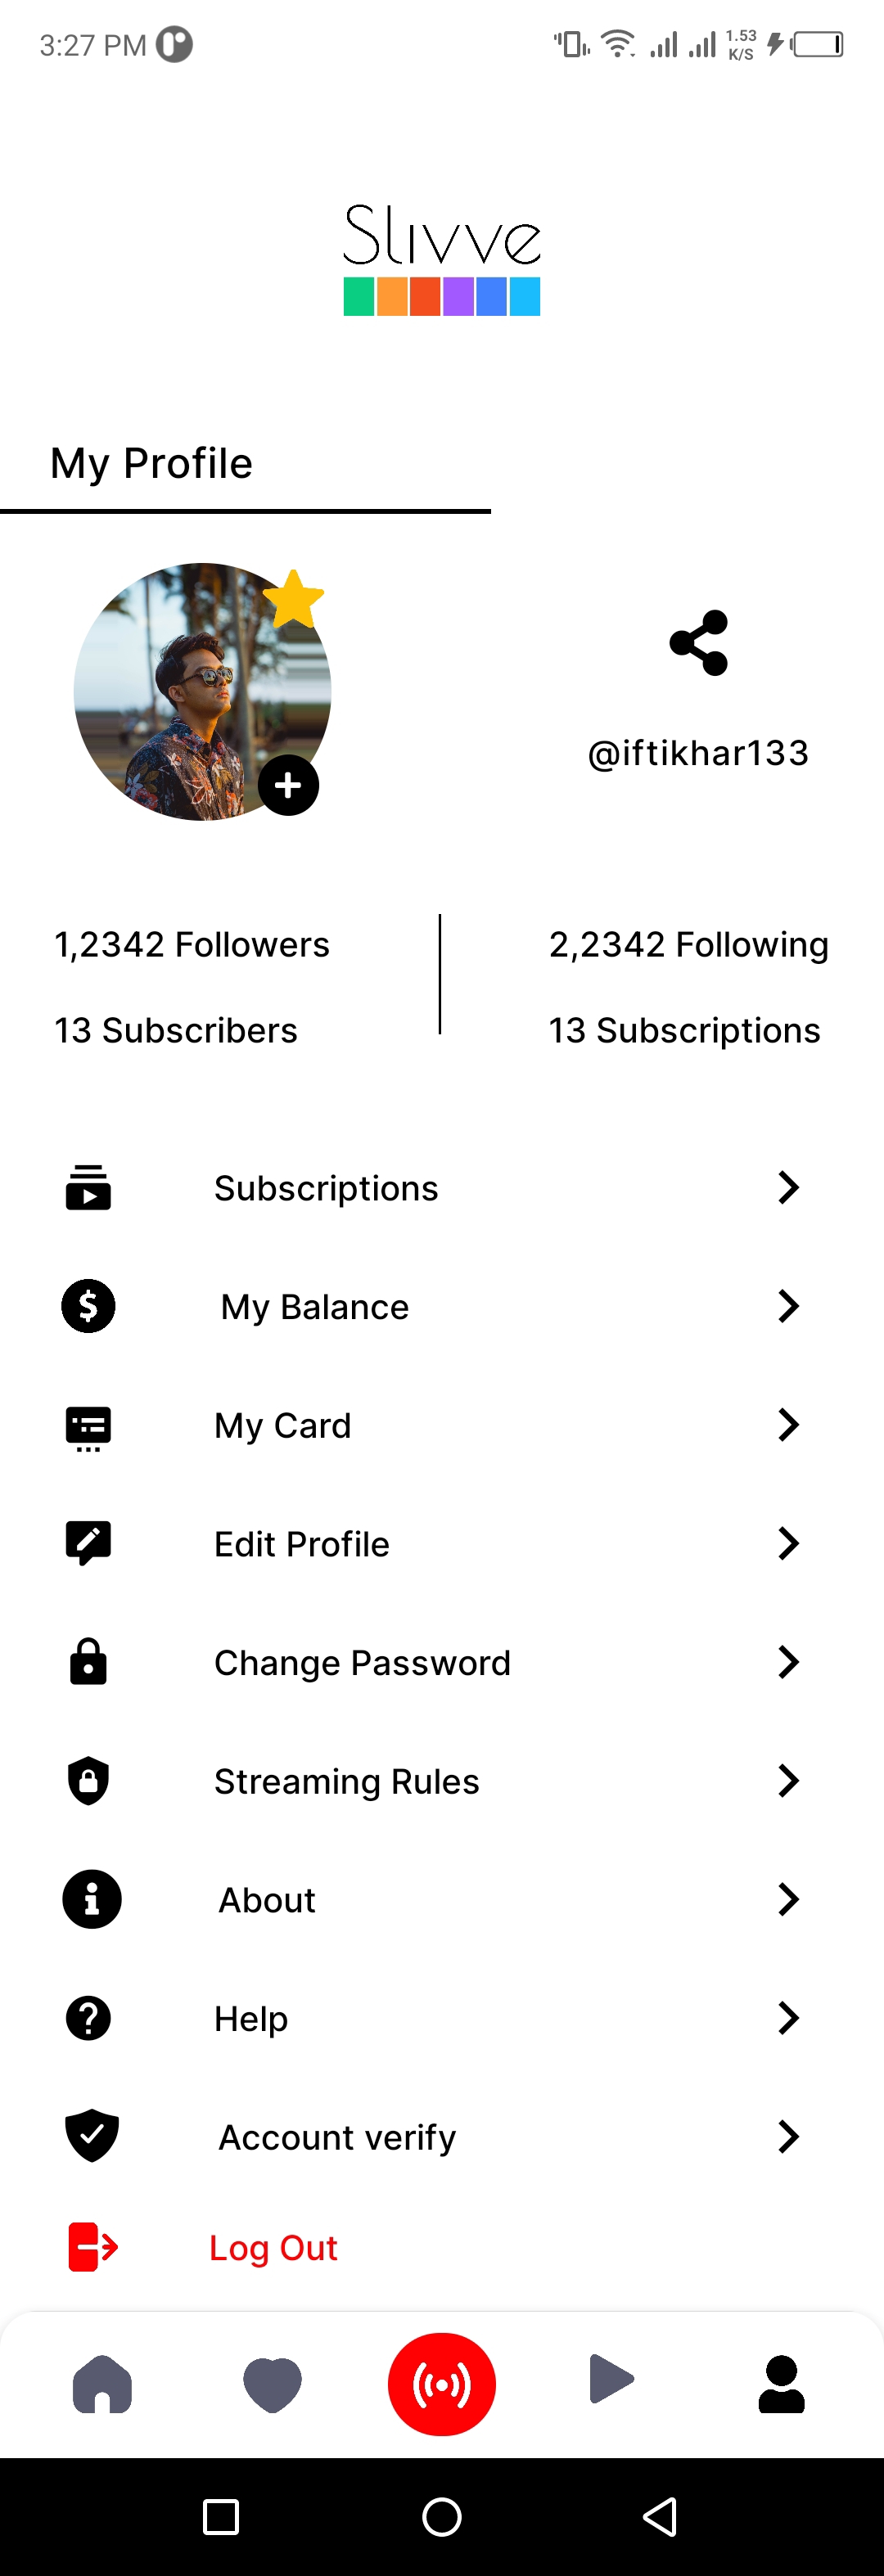 3:27 PM
1.53
K/S
Slivve
My Profile
@iftikhar133
1,2342 Followers
2,2342 Following
13 Subscribers
13 Subscriptions
Subscriptions
My Balance
My Card
Edit Profile
Change Password
Streaming Rules
About
Help
Account verify
Log Out